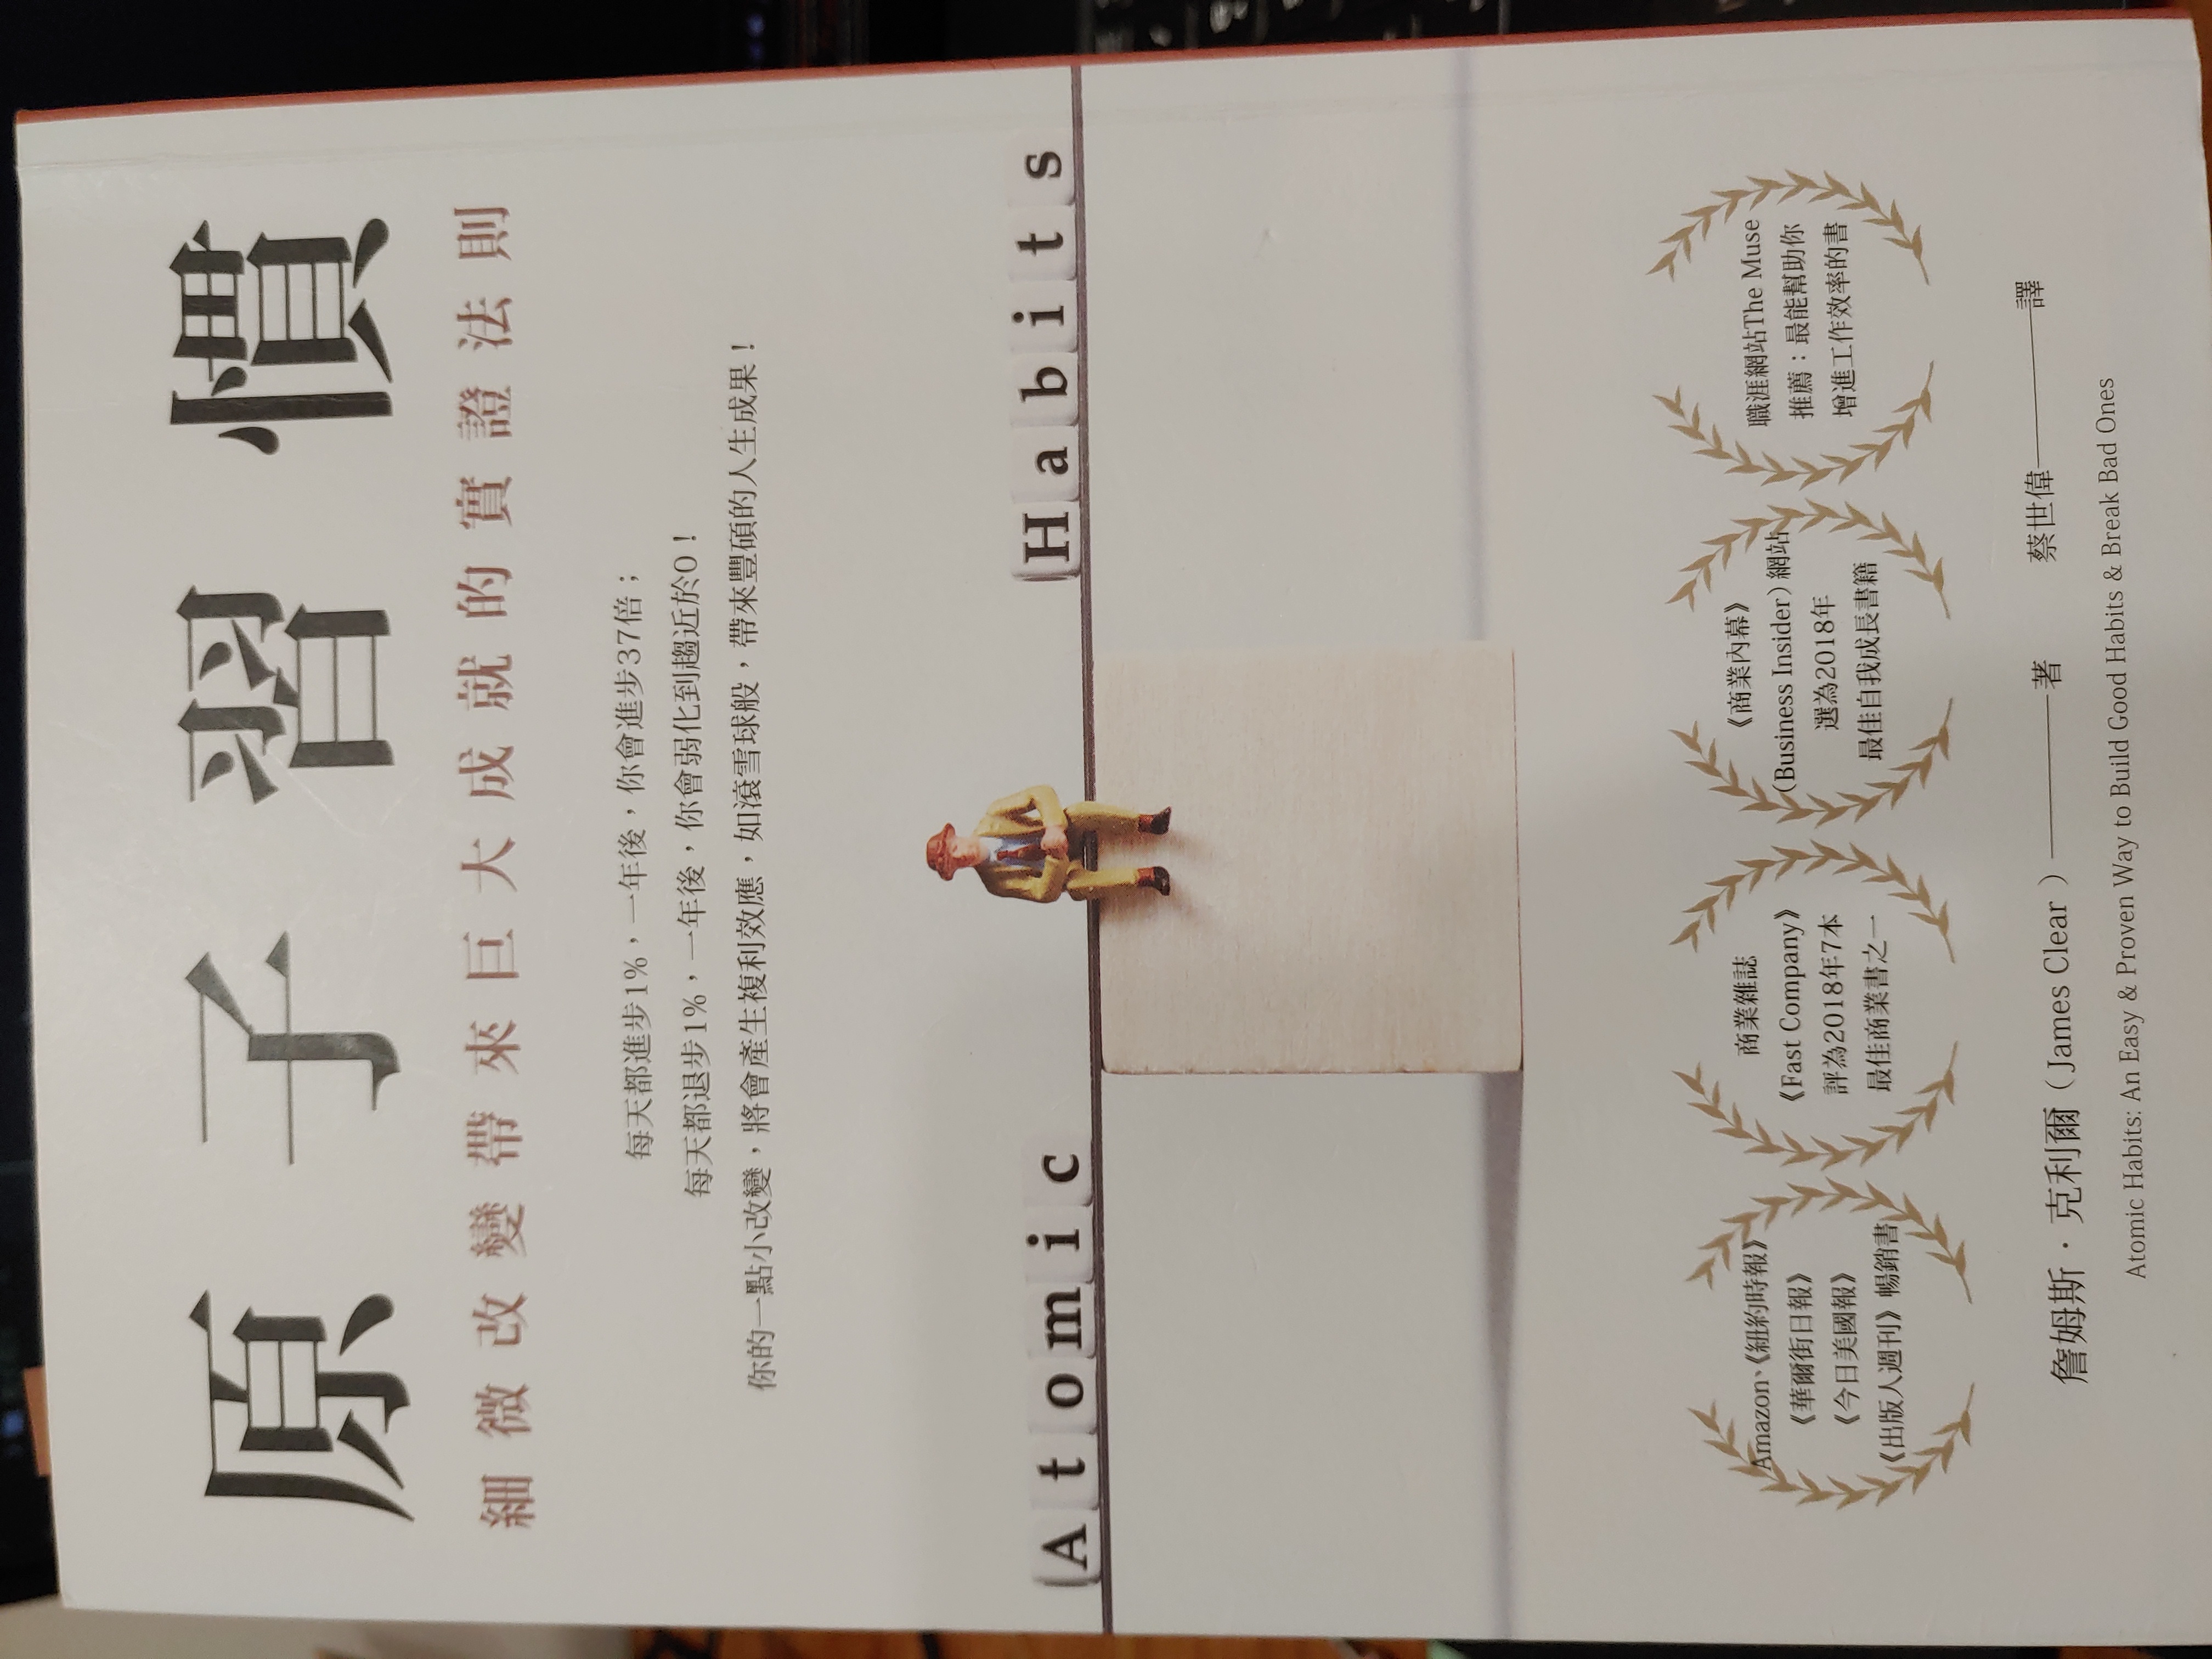 原子習慣
細微改變帶來巨大成就的實證法則
每天都進步1%，一年後，你會進步37倍；
每天都退步1%，一年後，你會弱化到趨近於0！
你的一點小改變，將會產生複利效應，如滾雪球般，帶來豐碩的人生成果！
Atomic Habits
Amazon、《紐約時報》
《華爾街日報》
《今日美國報》
《出版人週刊》暢銷書
商業雜誌
《Fast Company》
評為2018年7本
最佳商業書之一
《商業內幕》
（Business Insider）網站
選為2018年
最佳自我成長書籍
職涯網站The Muse
推薦：最能幫助你
增進工作效率的書
詹姆斯．克利爾（James Clear ）———著 蔡世偉———譯
Atomic Habits: An Easy & Proven Way to Build Good Habits & Break Bad Ones